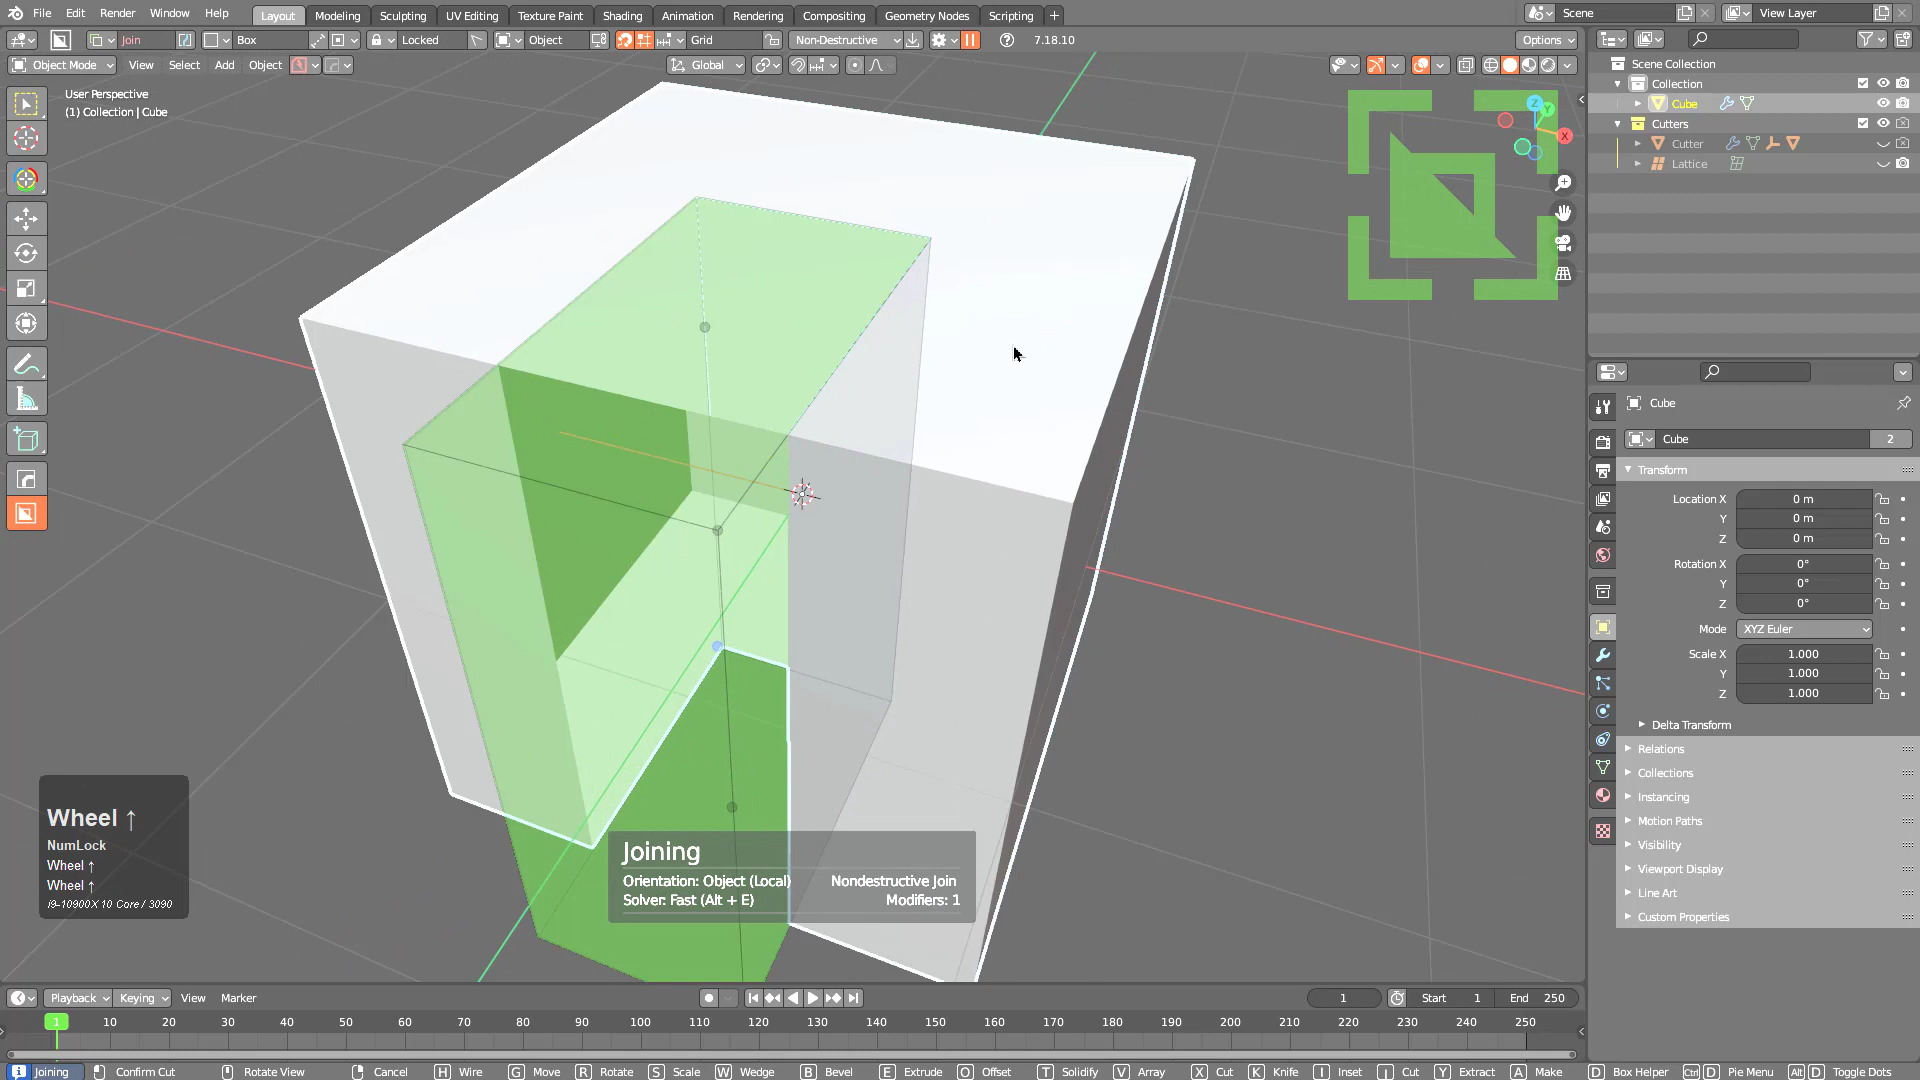 File Edit Render Window Help Layout Modeling Sculpting UV Editing Texture Paint Shading Animation Rendering Compositing Geometry Nodes Scripting + Scene View Layer
Join Box Locked Object Grid Non-Destructive 7.18.10 Options
Object Mode View Select Add Object Global
User Perspective
(1) Collection | Cube
Scene Collection
Collection
Cube
Cutters
Cutter
Lattice
Z
Y
X
Cube
Cube 2
Transform
Location X 0 m
Y 0 m
Z 0 m
Rotation X 0°
Y 0°
Z 0°
Mode XYZ Euler
Scale X 1.000
Y 1.000
Z 1.000
Delta Transform
Relations
Collections
Instancing
Motion Paths
Visibility
Viewport Display
Line Art
Custom Properties
Wheel ↑
NumLock
Wheel ↑
Wheel ↑
i9-10900X 10 Core / 3090
Joining
Orientation: Object (Local) Nondestructive Join
Solver: Fast (Alt + E) Modifiers: 1
Playback Keying View Marker 1 Start 1 End 250
1 10 20 30 40 50 60 70 80 90 100 110 120 130 140 150 160 170 180 190 200 210 220 230 240 250
Joining Confirm Cut Rotate View Cancel H Wire G Move R Rotate S Scale W Wedge B Bevel E Extrude O Offset T Solidify V Array X Cut K Knife I Inset J Cut Y Extract A Make D Box Helper Ctrl D Pie Menu Alt D Toggle Dots